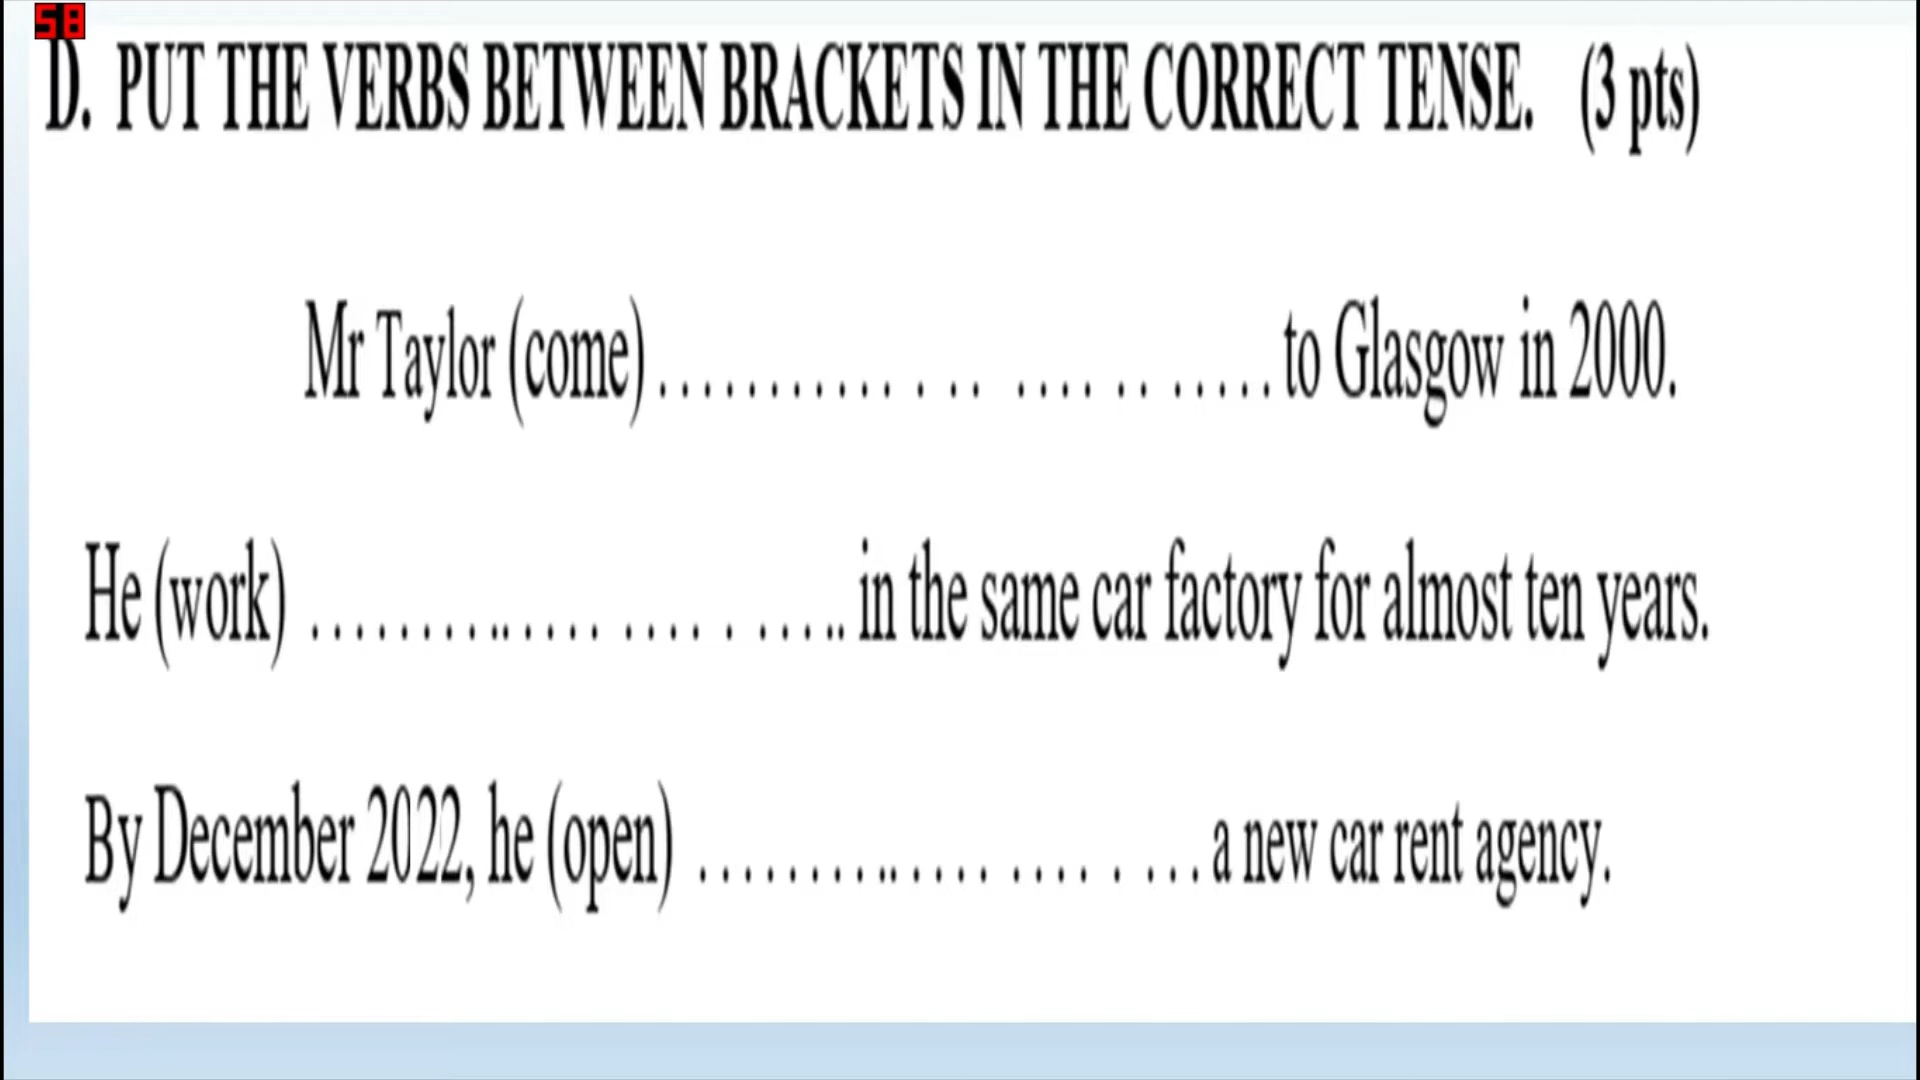 58
D. PUT THE VERBS BETWEEN BRACKETS IN THE CORRECT TENSE. (3 pts)
Mr Taylor (come) . . . . . . . . . . . . . . . . . . . . . . . . . to Glasgow in 2000.
He (work) . . . . . . . . .. . . . . . . . . . . . . . .. in the same car factory for almost ten years.
By December 2022, he (open) . . . . . . . . .. . . . . . . . . . . . . a new car rent agency.